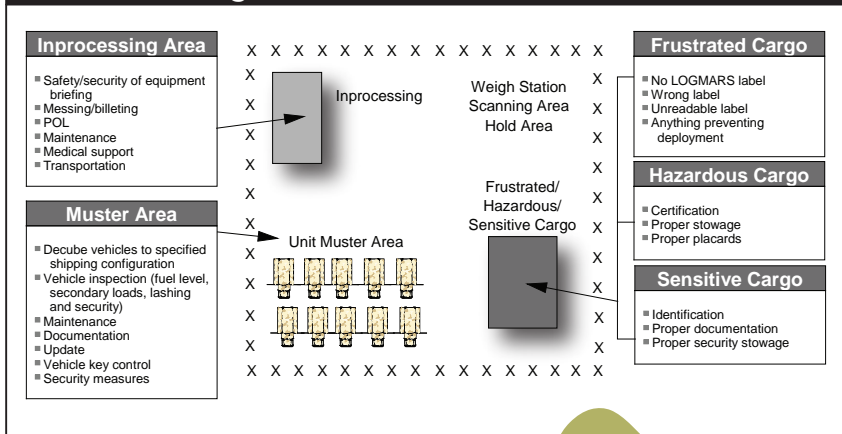 Inprocessing Area
Safety/security of equipment
briefing
Messing/billeting
POL
Maintenance
Medical support
Transportation
Muster Area
Decube vehicles to specified
shipping configuration
Vehicle inspection (fuel level,
secondary loads, lashing
and security)
Maintenance
Documentation
Update
Vehicle key control
Security measures
Inprocessing
Weigh Station
Scanning Area
Hold Area
Unit Muster Area
Frustrated/
Hazardous/
Sensitive Cargo
Frustrated Cargo
No LOGMARS label
Wrong label
Unreadable label
Anything preventing
deployment
Hazardous Cargo
Certification
Proper stowage
Proper placards
Sensitive Cargo
Identification
Proper documentation
Proper security stowage